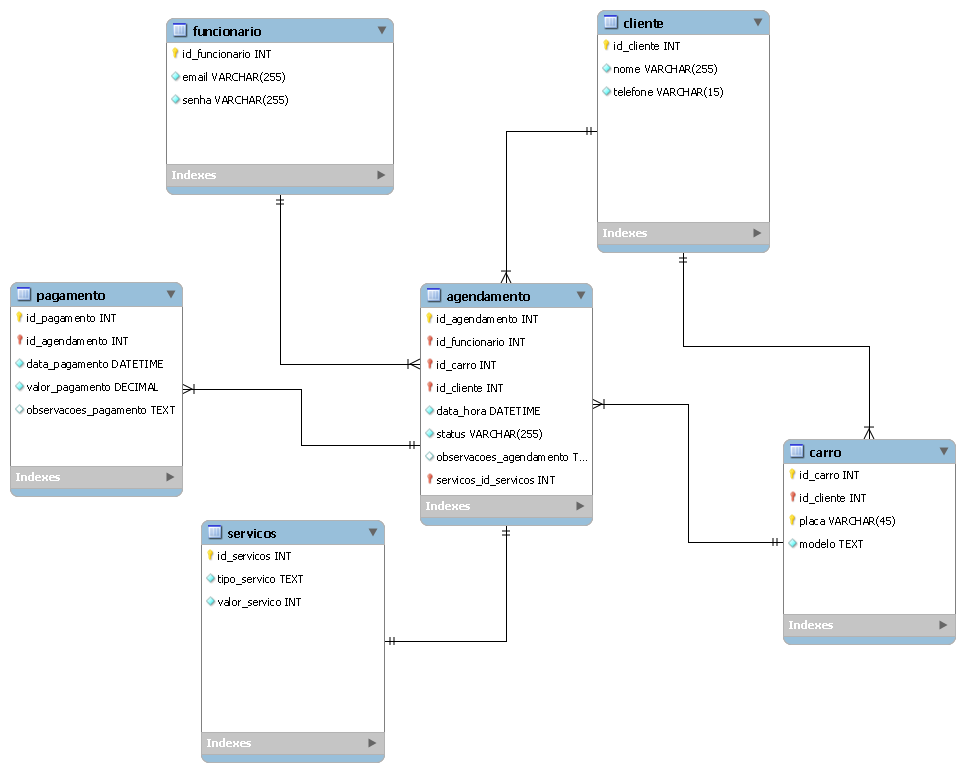 funcionario
id_funcionario INT
email VARCHAR(255)
senha VARCHAR(255)
Indexes
cliente
id_cliente INT
nome VARCHAR(255)
telefone VARCHAR(15)
Indexes
pagamento
id_pagamento INT
id_agendamento INT
data_pagamento DATETIME
valor_pagamento DECIMAL
observacoes_pagamento TEXT
Indexes
agendamento
id_agendamento INT
id_funcionario INT
id_carro INT
id_cliente INT
data_hora DATETIME
status VARCHAR(255)
observacoes_agendamento T...
servicos_id_servicos INT
Indexes
carro
id_carro INT
id_cliente INT
placa VARCHAR(45)
modelo TEXT
Indexes
servicos
id_servicos INT
tipo_servico TEXT
valor_servico INT
Indexes